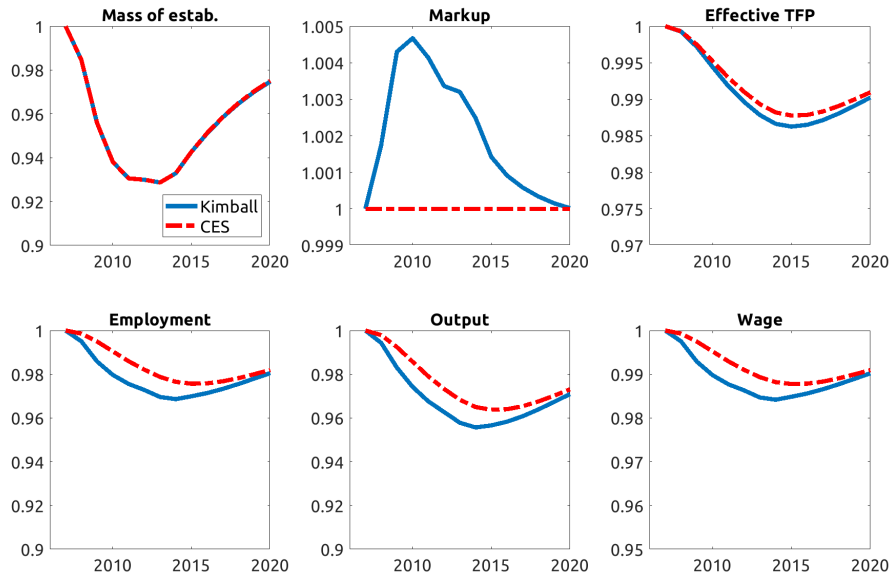 Mass of estab.
1
0.98
0.96
0.94
0.92
0.9
2010 2015 2020
Kimball
CES
Markup
1.005
1.004
1.003
1.002
1.001
1
0.999
2010 2015 2020
Effective TFP
1
0.995
0.99
0.985
0.98
0.975
0.97
2010 2015 2020
Employment
1
0.98
0.96
0.94
0.92
0.9
2010 2015 2020
Output
1
0.98
0.96
0.94
0.92
0.9
2010 2015 2020
Wage
1
0.99
0.98
0.97
0.96
0.95
2010 2015 2020